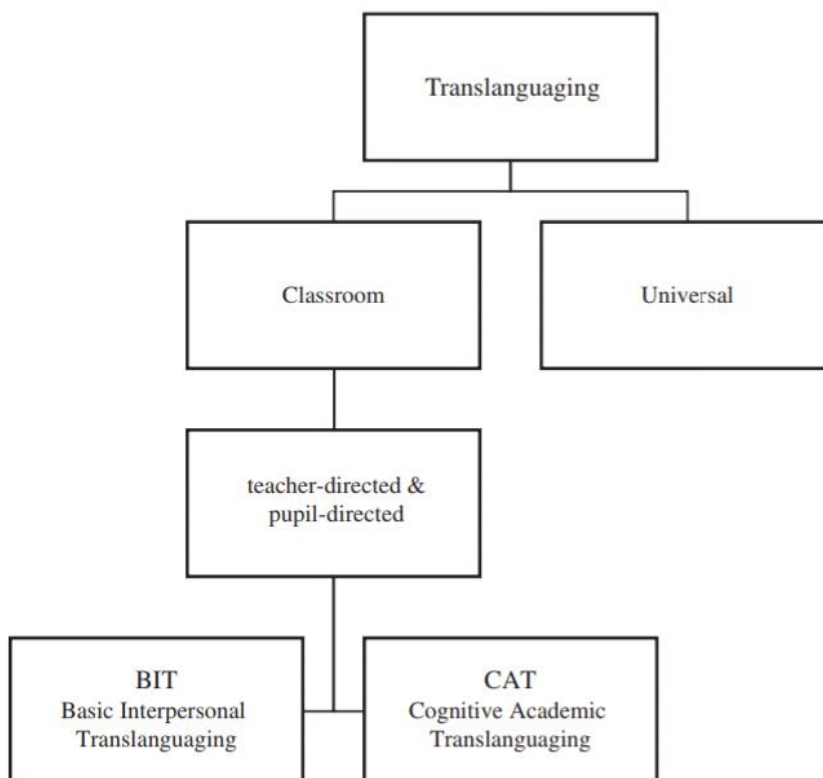 Translanguaging
Classroom
Universal
teacher-directed &
pupil-directed
BIT
Basic Interpersonal
Translanguaging
CAT
Cognitive Academic
Translanguaging